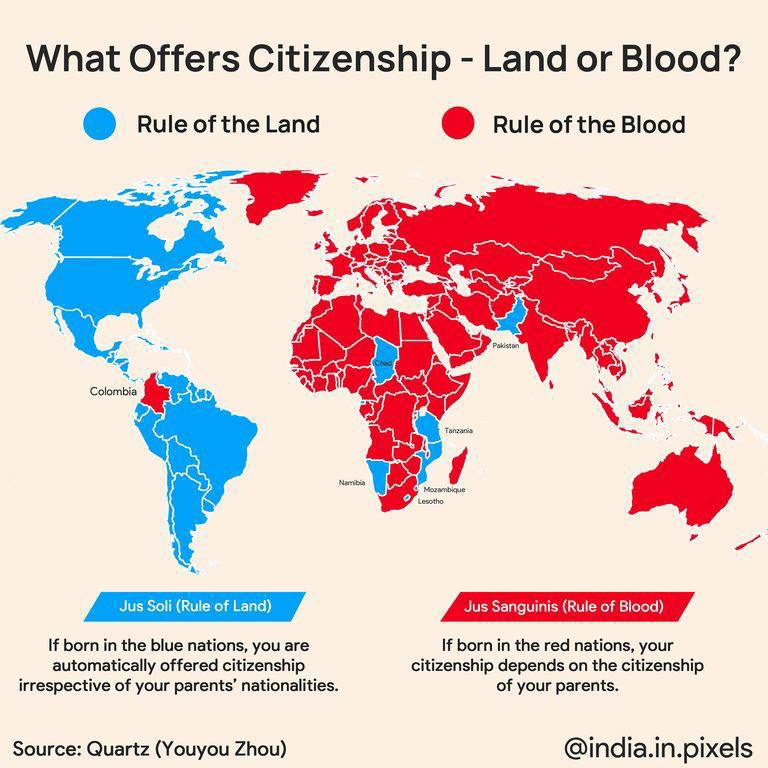 What Offers Citizenship - Land or Blood?
Rule of the Land
Rule of the Blood
Colombia
Chad
Pakistan
Tanzania
Namibia
Mozambique
Lesotho
Jus Soli (Rule of Land)
If born in the blue nations, you are
automatically offered citizenship
irrespective of your parents' nationalities.
Jus Sanguinis (Rule of Blood)
If born in the red nations, your
citizenship depends on the citizenship
of your parents.
Source: Quartz (Youyou Zhou)
@india.in.pixels